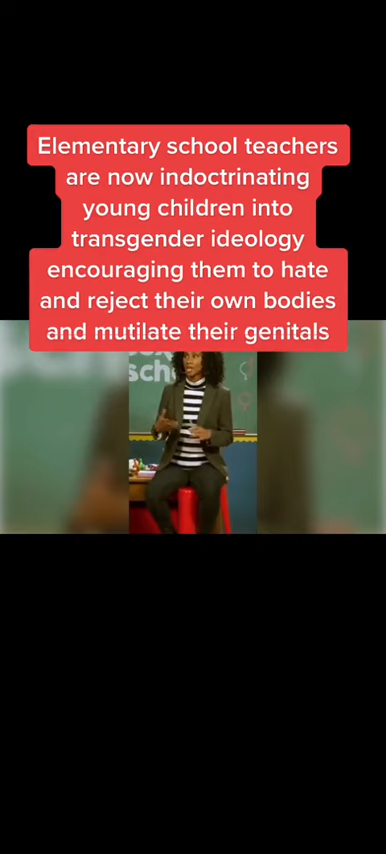 Elementary school teachers
are now indoctrinating
young children into
transgender ideology
encouraging them to hate
and reject their own bodies
and mutilate their genitals